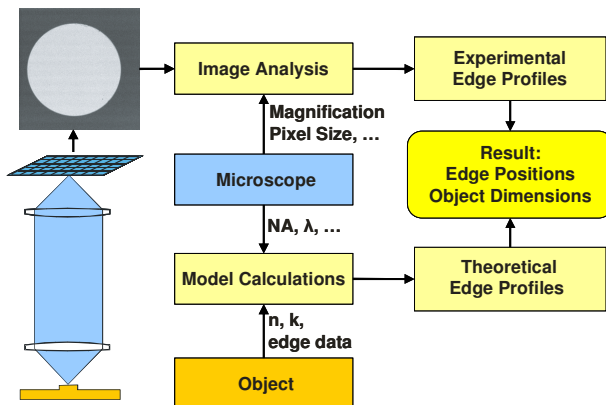 Image Analysis
Experimental
Edge Profiles
Magnification
Pixel Size, ...
Result:
Edge Positions
Object Dimensions
Microscope
NA, λ, ...
Model Calculations
Theoretical
Edge Profiles
n, k,
edge data
Object